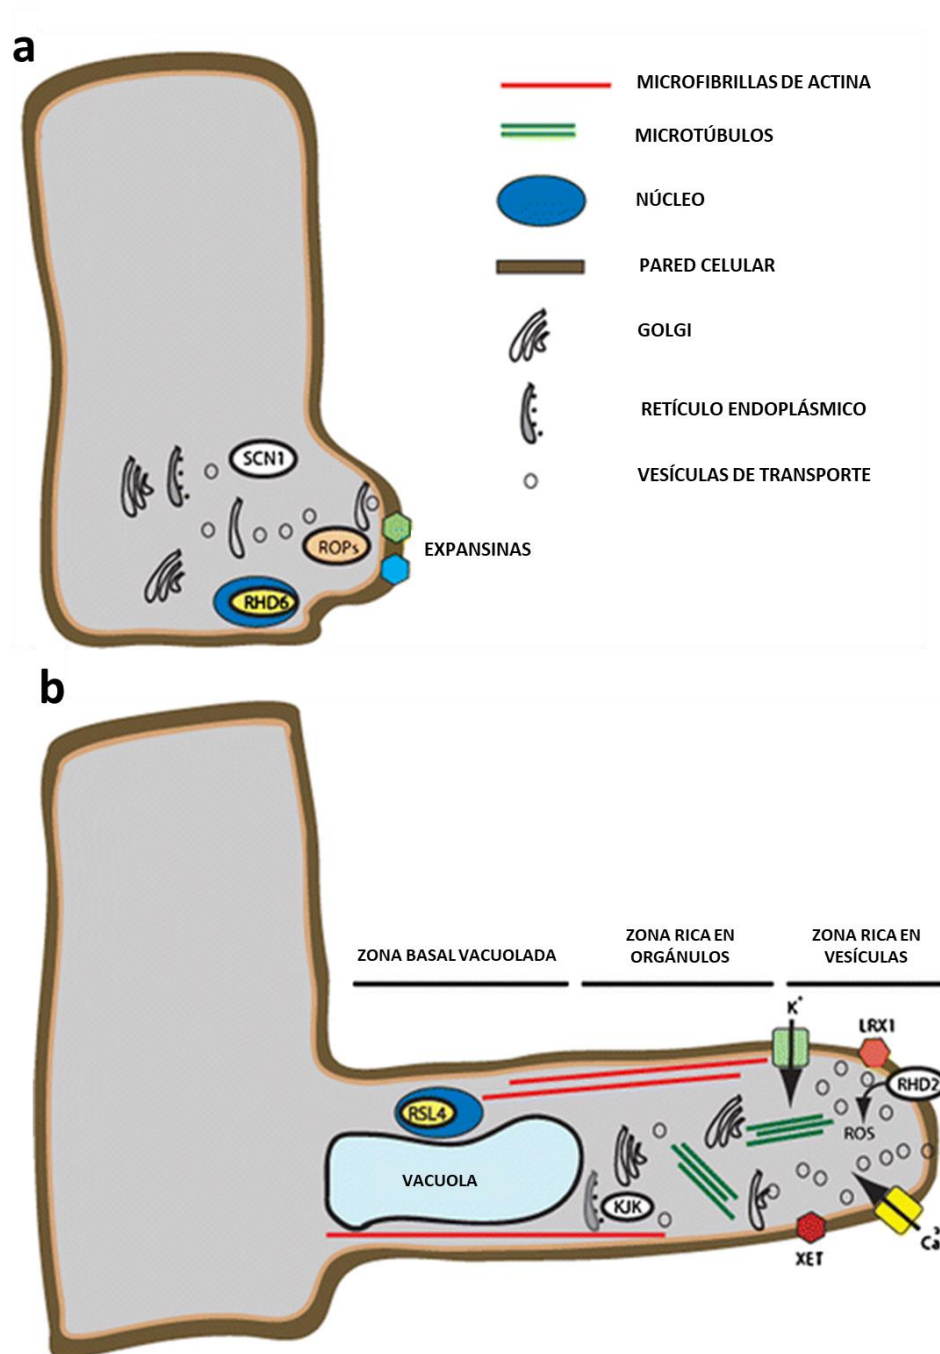 a
MICROFIBRILLAS DE ACTINA
MICROTÚBULOS
NÚCLEO
PARED CELULAR
GOLGI
RETÍCULO ENDOPLÁSMICO
VESÍCULAS DE TRANSPORTE
SCN1
ROPs
EXPANSINAS
RHD6
b
ZONA BASAL VACUOLADA
ZONA RICA EN
ORGÁNULOS
ZONA RICA EN
VESÍCULAS
K+
LRX1
RHD2
RSL4
ROS
VACUOLA
KJK
XET
Ca